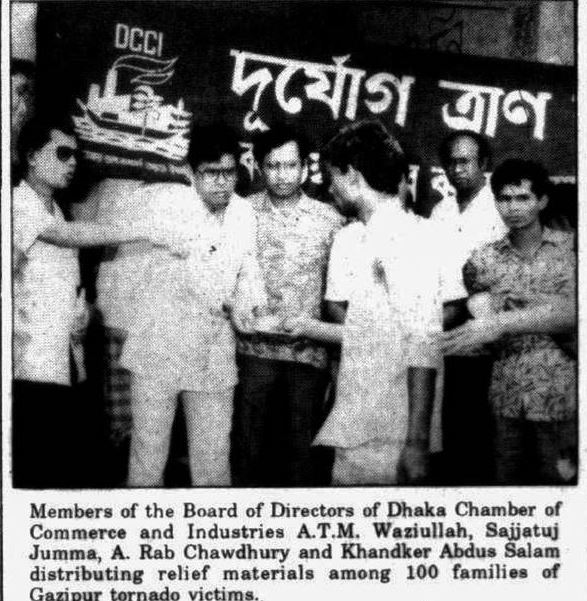 DCCI
দূর্যোগ ত্রাণ
Members of the Board of Directors of Dhaka Chamber of
Commerce and Industries A.T.M. Waziullah, Sajjatuj
Jumma, A. Rab Chawdhury and Khandker Abdus Salam
distributing relief materials among 100 families of
Gazipur tornado victims.